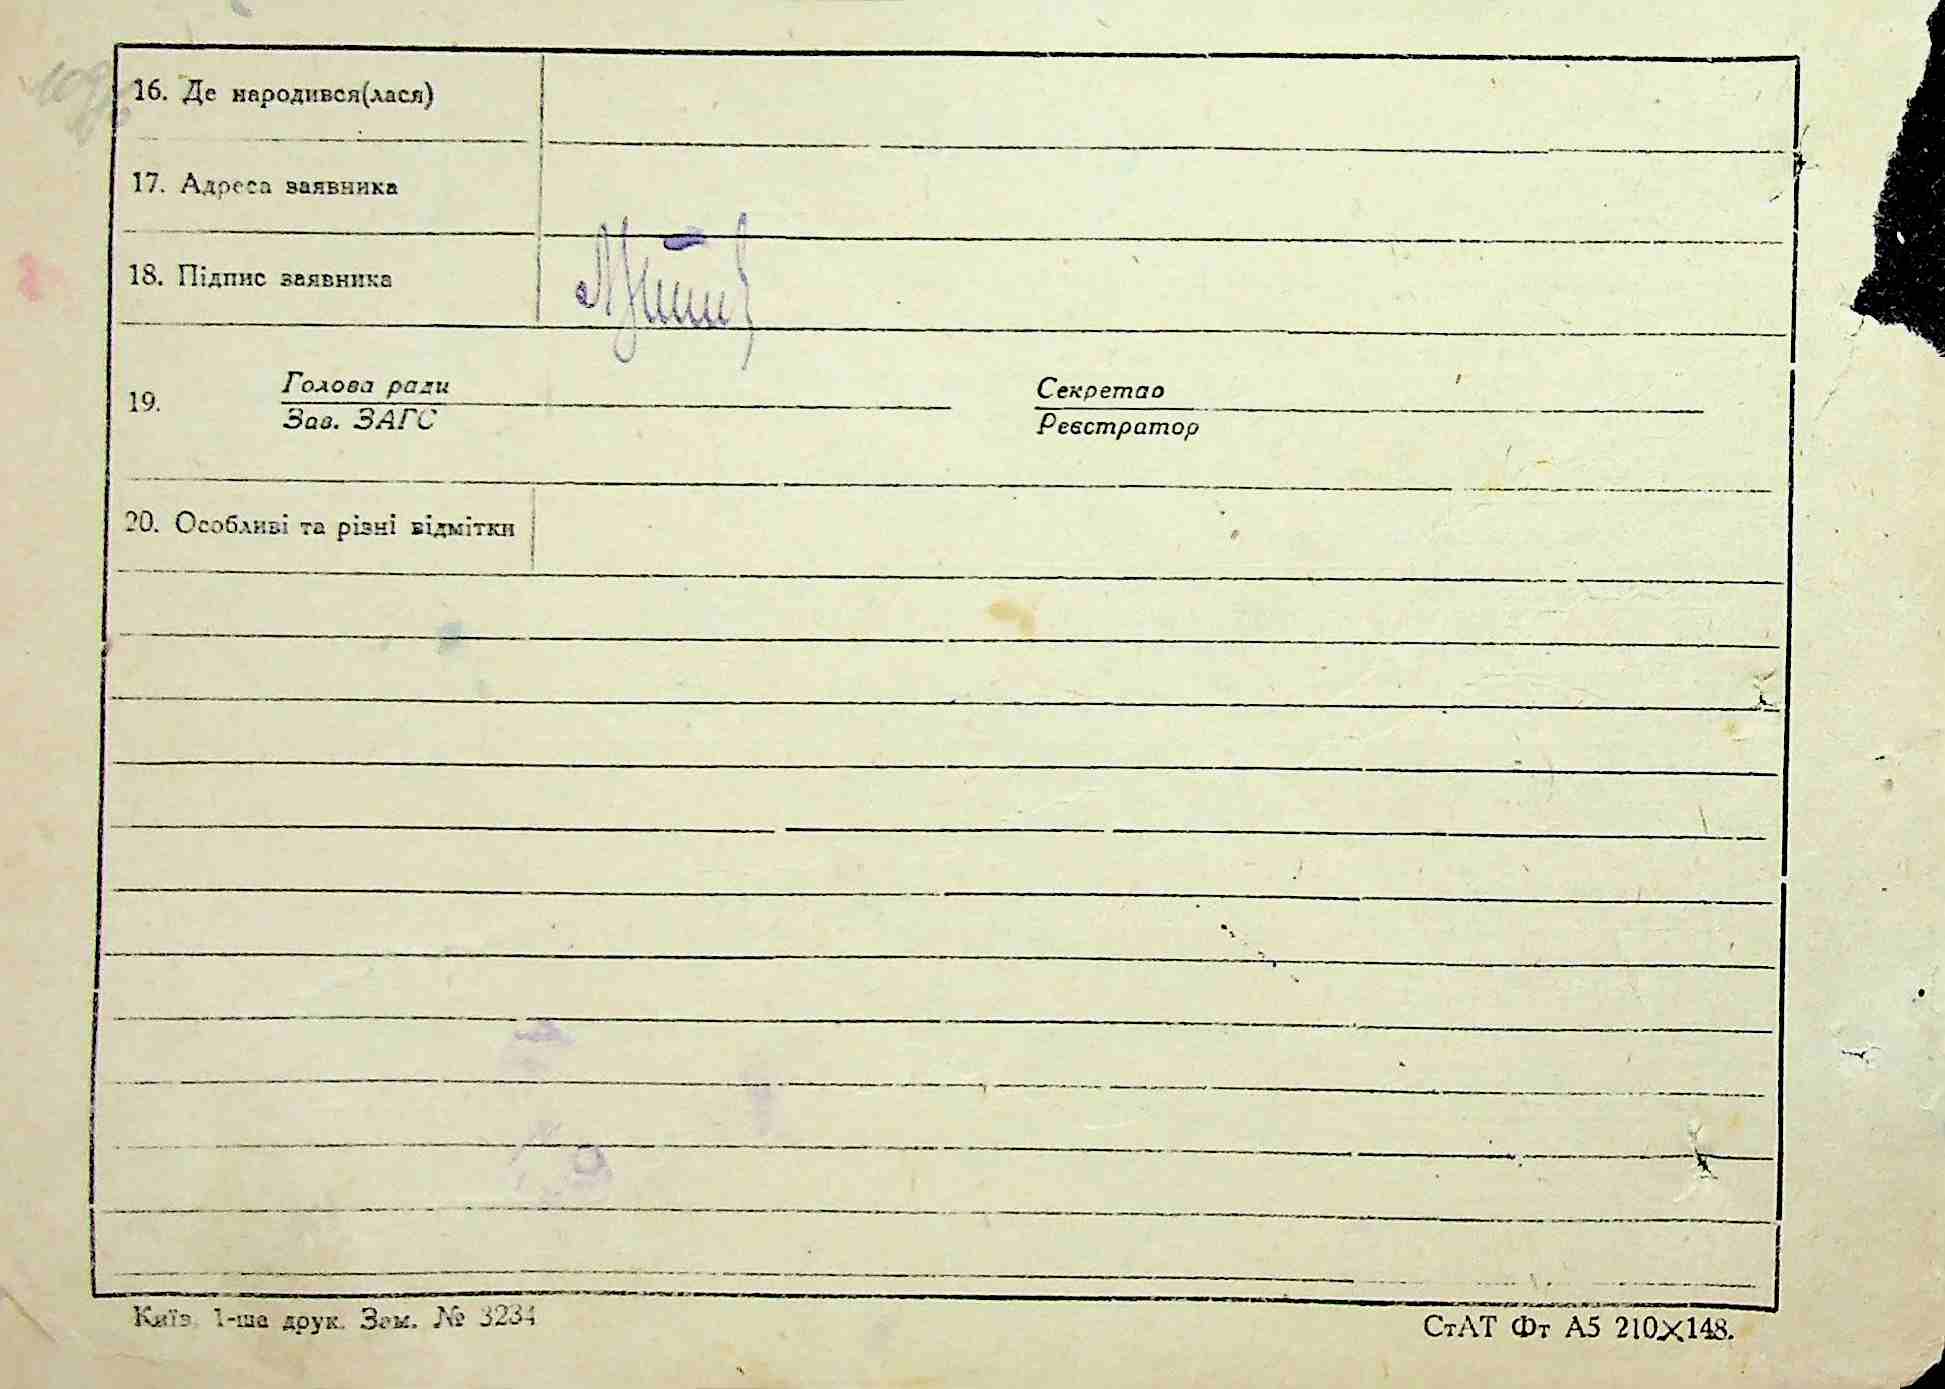 16. Де народився(лася)
17. Адреса заявника
18. Підпис заявника
19.
Голова ради
Зав. ЗАГС
Секретар
Реєстратор
20. Особливі та різні відмітки
Київ. 1-ша друк. Зам. № 3234
СтАТ Фт А5 210×148.